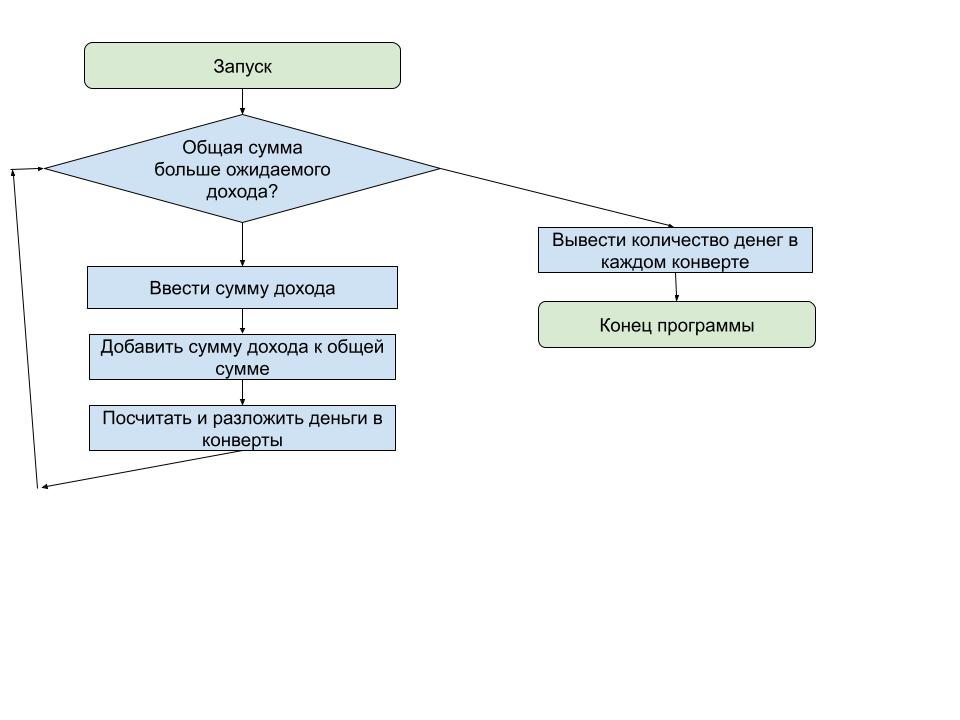 Запуск
Общая сумма
больше ожидаемого
дохода?
Вывести количество денег в
каждом конверте
Ввести сумму дохода
Конец программы
Добавить сумму дохода к общей
сумме
Посчитать и разложить деньги в
конверты